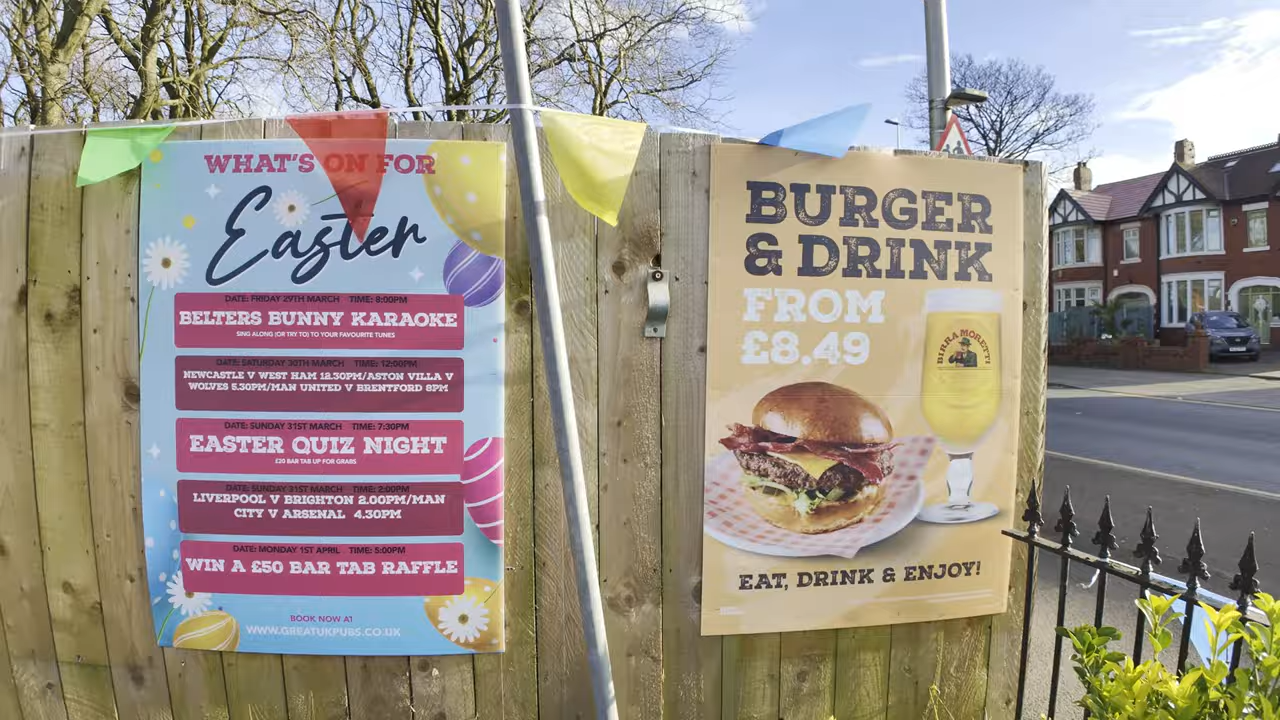 WHAT'S ON FOR
Easter
DATE: FRIDAY 29TH MARCH TIME: 8:00PM
BELTERS BUNNY KARAOKE
SING ALONG (OR TRY TO) TO YOUR FAVOURITE TUNES
DATE: SATURDAY 30TH MARCH TIME: 12:00PM
NEWCASTLE V WEST HAM 12.30PM/ASTON VILLA V
WOLVES 5.30PM/MAN UNITED V BRENTFORD 8PM
DATE: SUNDAY 31ST MARCH TIME: 7:30PM
EASTER QUIZ NIGHT
£20 BAR TAB UP FOR GRABS
DATE: SUNDAY 31ST MARCH TIME: 2:00PM
LIVERPOOL V BRIGHTON 2.00PM/MAN
CITY V ARSENAL 4.30PM
DATE: MONDAY 1ST APRIL TIME: 5:00PM
WIN A £50 BAR TAB RAFFLE
BOOK NOW AT
WWW.GREATUKPUBS.CO.UK
BURGER
& DRINK
FROM
£8.49
BIRRA MORETTI
EAT, DRINK & ENJOY!